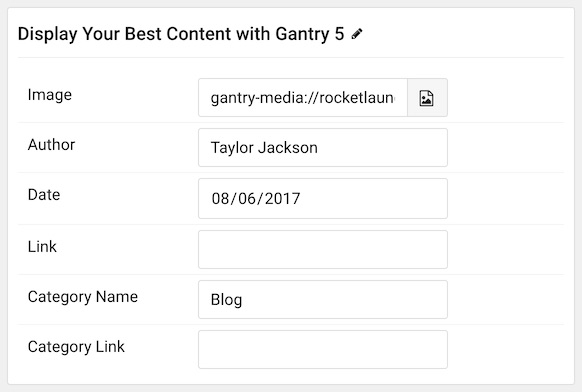 Display Your Best Content with Gantry 5
Image gantry-media://rocketlaun
Author Taylor Jackson
Date 08/06/2017
Link
Category Name Blog
Category Link